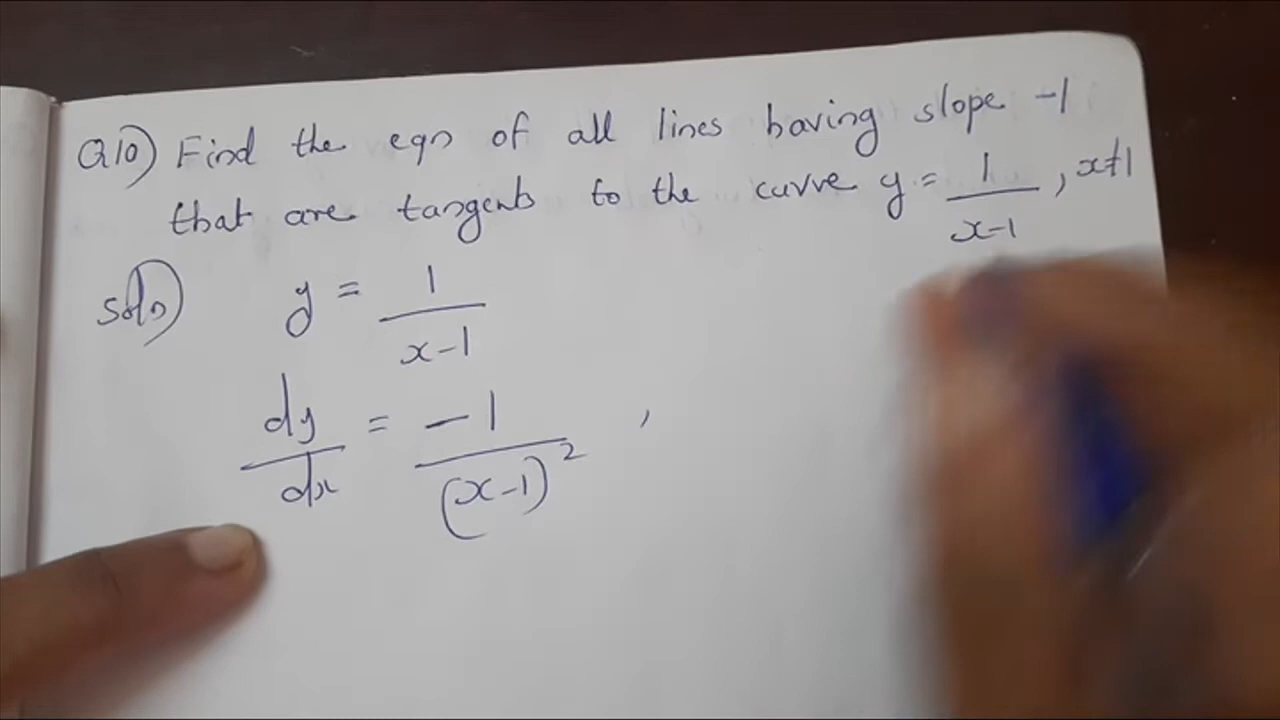 Q10) Find the eqn of all lines having slope -1
that are tangents to the curve y = 1/(x-1), x≠1
Soln) y = 1/(x-1)
dy/dx = -1/(x-1)² ,